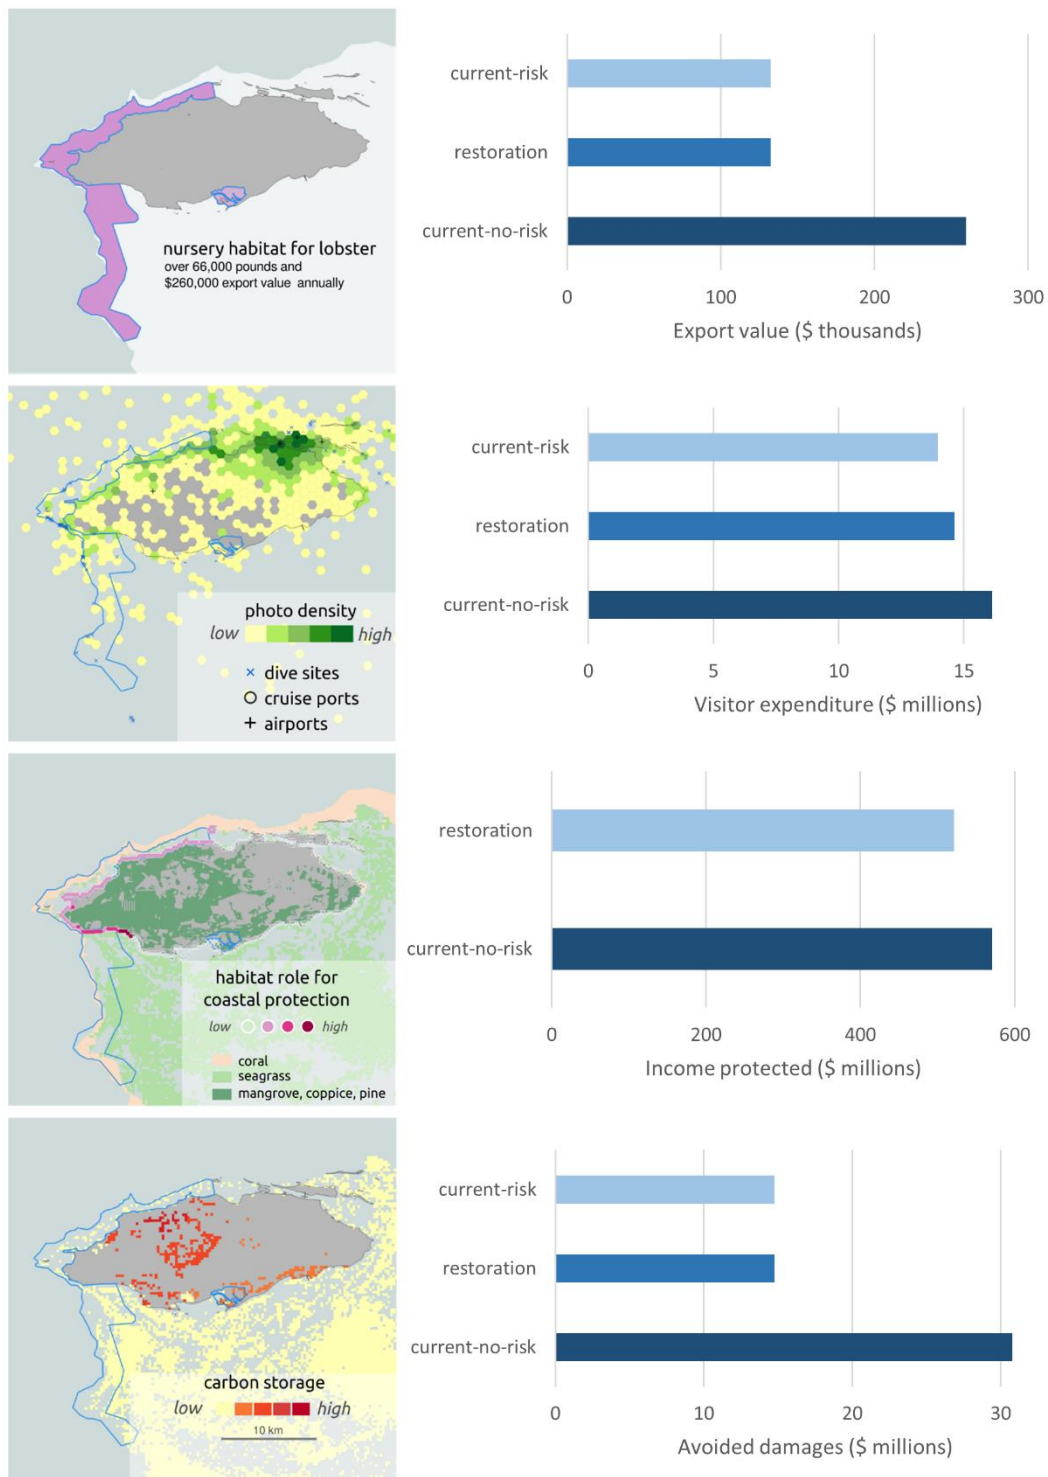 nursery habitat for lobster
over 66,000 pounds and
$260,000 export value annually
current-risk
restoration
current-no-risk
0 100 200 300
Export value ($ thousands)
photo density
low high
× dive sites
cruise ports
+ airports
current-risk
restoration
current-no-risk
0 5 10 15
Visitor expenditure ($ millions)
habitat role for
coastal protection
low high
coral
seagrass
mangrove, coppice, pine
restoration
current-no-risk
0 200 400 600
Income protected ($ millions)
carbon storage
low high
10 km
current-risk
restoration
current-no-risk
0 10 20 30
Avoided damages ($ millions)